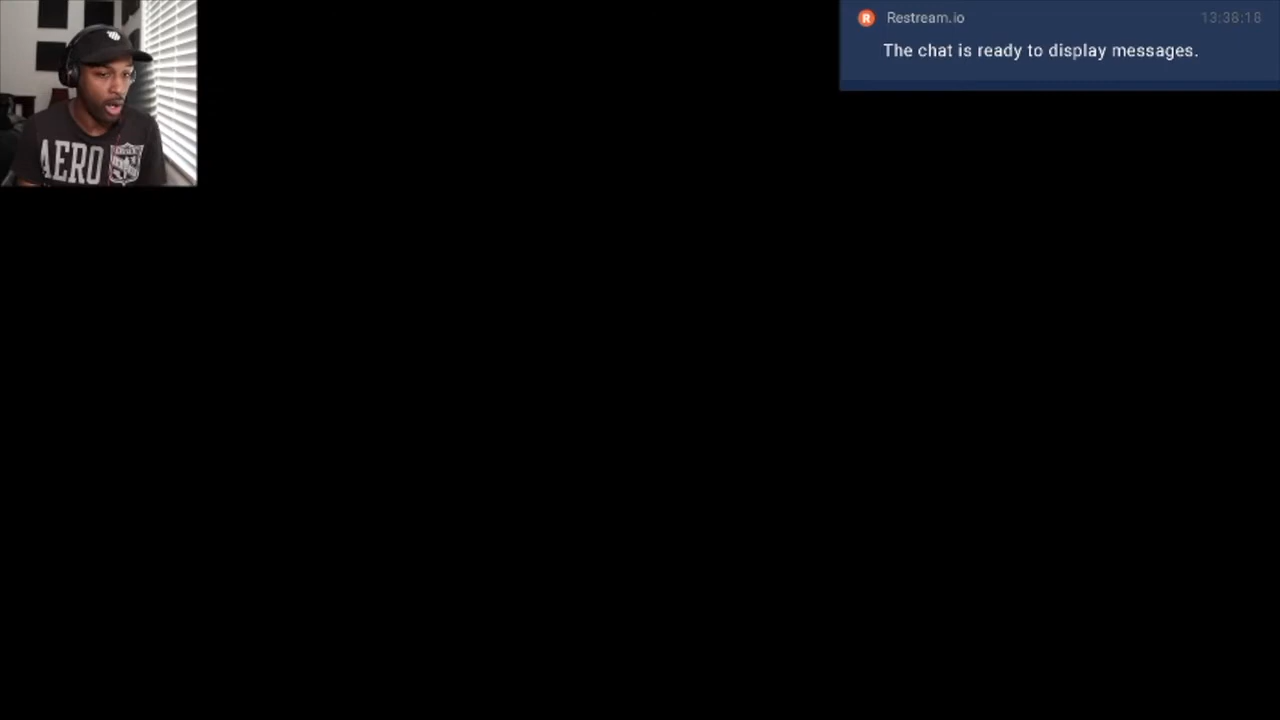 Restream.io
13:38:18
The chat is ready to display messages.
AERO